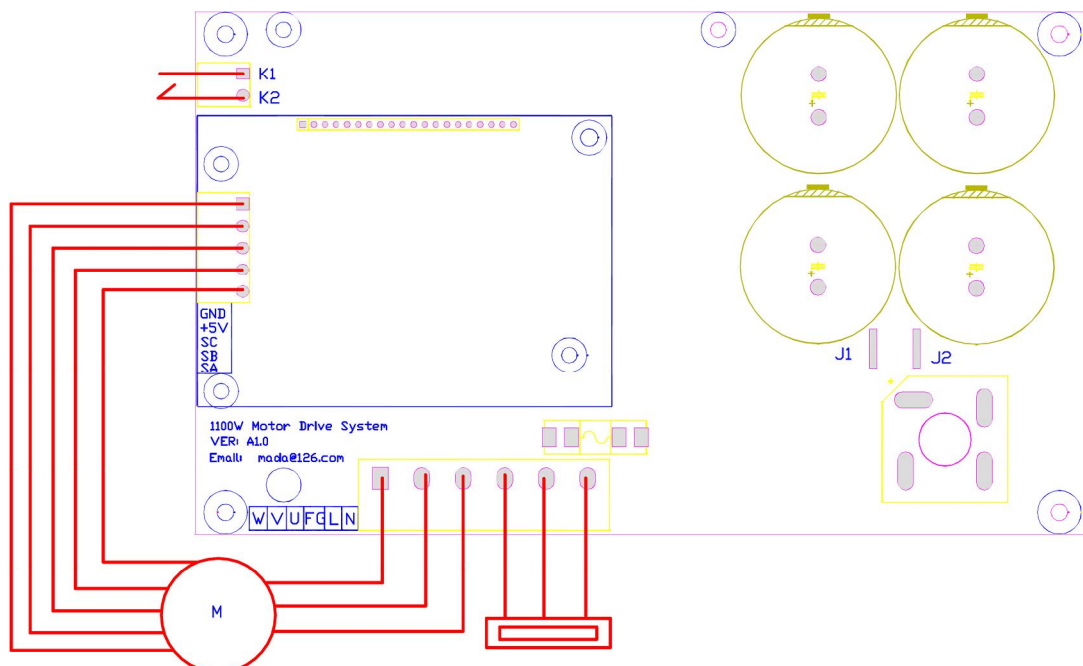 K1
K2
GND
+5V
SC
SB
SA
J1
J2
1100W Motor Drive System
VER: A1.0
Email: mada@126.com
W V U FG L N
M